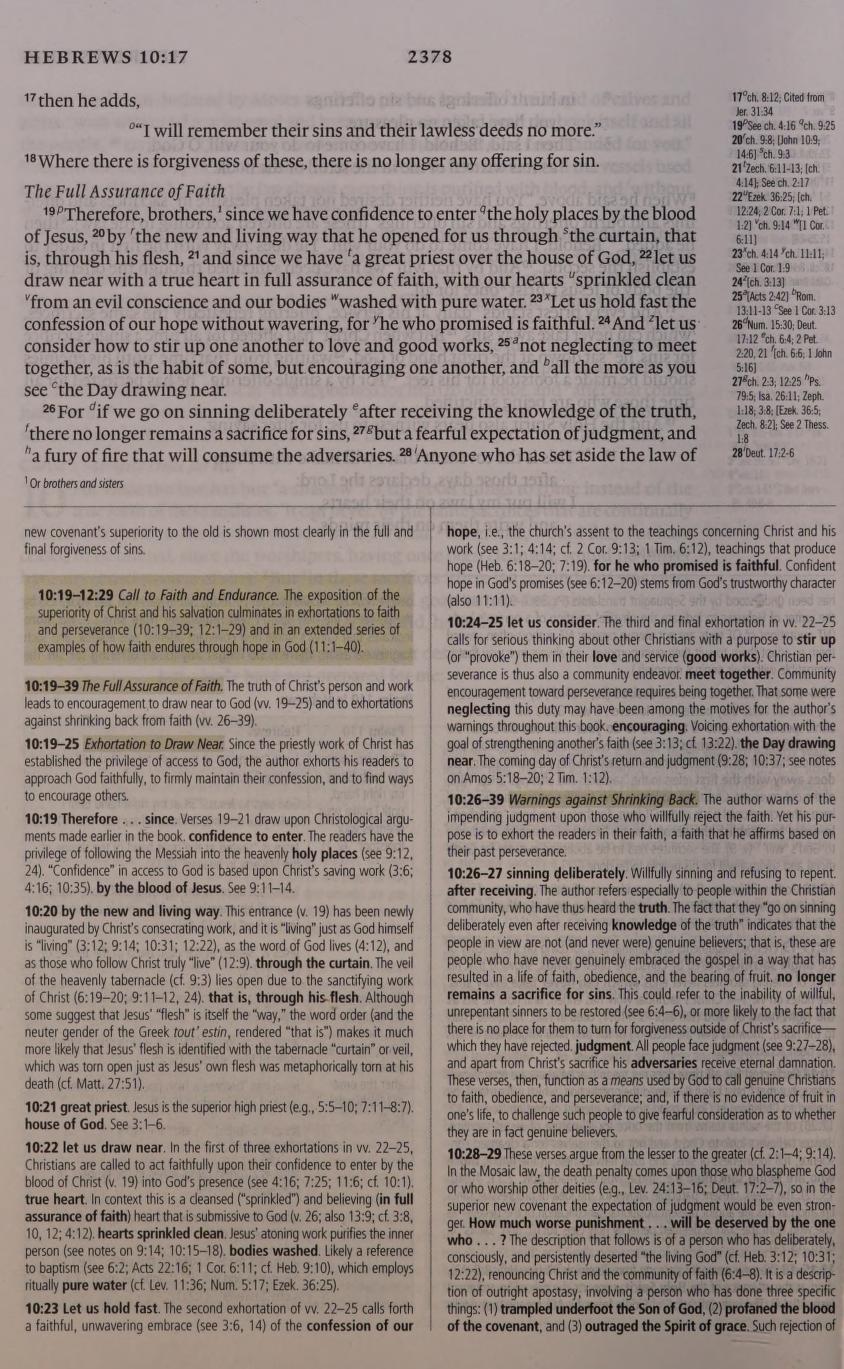 HEBREWS 10:17
2378
17 then he adds,
o“I will remember their sins and their lawless deeds no more.”
18 Where there is forgiveness of these, there is no longer any offering for sin.
The Full Assurance of Faith
19 pTherefore, brothers,1 since we have confidence to enter qthe holy places by the blood
of Jesus, 20 by rthe new and living way that he opened for us through sthe curtain, that
is, through his flesh, 21 and since we have ta great priest over the house of God, 22 let us
draw near with a true heart in full assurance of faith, with our hearts usprinkled clean
vfrom an evil conscience and our bodies wwashed with pure water. 23 xLet us hold fast the
confession of our hope without wavering, for yhe who promised is faithful. 24 And zlet us
consider how to stir up one another to love and good works, 25 anot neglecting to meet
together, as is the habit of some, but encouraging one another, and ball the more as you
see cthe Day drawing near.
26 For dif we go on sinning deliberately eafter receiving the knowledge of the truth,
fthere no longer remains a sacrifice for sins, 27 gbut a fearful expectation of judgment, and
ha fury of fire that will consume the adversaries. 28 iAnyone who has set aside the law of
1 Or brothers and sisters
17 och. 8:12; Cited from
Jer. 31:34
19 pSee ch. 4:16 qch. 9:25
20 rch. 9:8; [John 10:9;
14:6] sch. 9:3
21 tZech. 6:11-13; [ch.
4:14]; See ch. 2:17
22 uEzek. 36:25; [ch.
12:24; 2 Cor. 7:1; 1 Pet.
1:2] vch. 9:14 w[1 Cor.
6:11]
23 xch. 4:14 ych. 11:11;
See 1 Cor. 1:9
24 z[ch. 3:13]
25 a[Acts 2:42] bRom.
13:11-13 cSee 1 Cor. 3:13
26 dNum. 15:30; Deut.
17:12 ech. 6:4; 2 Pet.
2:20, 21 f[ch. 6:6; 1 John
5:16]
27 gch. 2:3; 12:25 hPs.
79:5; Isa. 26:11; Zeph.
1:18; 3:8; [Ezek. 36:5;
Zech. 8:2]; See 2 Thess.
1:8
28 iDeut. 17:2-6
new covenant’s superiority to the old is shown most clearly in the full and
final forgiveness of sins.
10:19–12:29 Call to Faith and Endurance. The exposition of the
superiority of Christ and his salvation culminates in exhortations to faith
and perseverance (10:19–39; 12:1–29) and in an extended series of
examples of how faith endures through hope in God (11:1–40).
10:19–39 The Full Assurance of Faith. The truth of Christ’s person and work
leads to encouragement to draw near to God (vv. 19–25) and to exhortations
against shrinking back from faith (vv. 26–39).
10:19–25 Exhortation to Draw Near. Since the priestly work of Christ has
established the privilege of access to God, the author exhorts his readers to
approach God faithfully, to firmly maintain their confession, and to find ways
to encourage others.
10:19 Therefore . . . since. Verses 19–21 draw upon Christological argu-
ments made earlier in the book. confidence to enter. The readers have the
privilege of following the Messiah into the heavenly holy places (see 9:12,
24). “Confidence” in access to God is based upon Christ’s saving work (3:6;
4:16; 10:35). by the blood of Jesus. See 9:11–14.
10:20 by the new and living way. This entrance (v. 19) has been newly
inaugurated by Christ’s consecrating work, and it is “living” just as God himself
is “living” (3:12; 9:14; 10:31; 12:22), as the word of God lives (4:12), and
as those who follow Christ truly “live” (12:9). through the curtain. The veil
of the heavenly tabernacle (cf. 9:3) lies open due to the sanctifying work
of Christ (6:19–20; 9:11–12, 24). that is, through his flesh. Although
some suggest that Jesus’ “flesh” is itself the “way,” the word order (and the
neuter gender of the Greek tout’ estin, rendered “that is”) makes it much
more likely that Jesus’ flesh is identified with the tabernacle “curtain” or veil,
which was torn open just as Jesus’ own flesh was metaphorically torn at his
death (cf. Matt. 27:51).
10:21 great priest. Jesus is the superior high priest (e.g., 5:5–10; 7:11–8:7).
house of God. See 3:1–6.
10:22 let us draw near. In the first of three exhortations in vv. 22–25,
Christians are called to act faithfully upon their confidence to enter by the
blood of Christ (v. 19) into God’s presence (see 4:16; 7:25; 11:6; cf. 10:1).
true heart. In context this is a cleansed (“sprinkled”) and believing (in full
assurance of faith) heart that is submissive to God (v. 26; also 13:9; cf. 3:8,
10, 12; 4:12). hearts sprinkled clean. Jesus’ atoning work purifies the inner
person (see notes on 9:14; 10:15–18). bodies washed. Likely a reference
to baptism (see 6:2; Acts 22:16; 1 Cor. 6:11; cf. Heb. 9:10), which employs
ritually pure water (cf. Lev. 11:36; Num. 5:17; Ezek. 36:25).
10:23 Let us hold fast. The second exhortation of vv. 22–25 calls forth
a faithful, unwavering embrace (see 3:6, 14) of the confession of our
hope, i.e., the church’s assent to the teachings concerning Christ and his
work (see 3:1; 4:14; cf. 2 Cor. 9:13; 1 Tim. 6:12), teachings that produce
hope (Heb. 6:18–20; 7:19). for he who promised is faithful. Confident
hope in God’s promises (see 6:12–20) stems from God’s trustworthy character
(also 11:11).
10:24–25 let us consider. The third and final exhortation in vv. 22–25
calls for serious thinking about other Christians with a purpose to stir up
(or “provoke”) them in their love and service (good works). Christian per-
severance is thus also a community endeavor. meet together. Community
encouragement toward perseverance requires being together. That some were
neglecting this duty may have been among the motives for the author’s
warnings throughout this book. encouraging. Voicing exhortation with the
goal of strengthening another’s faith (see 3:13; cf. 13:22). the Day drawing
near. The coming day of Christ’s return and judgment (9:28; 10:37; see notes
on Amos 5:18–20; 2 Tim. 1:12).
10:26–39 Warnings against Shrinking Back. The author warns of the
impending judgment upon those who willfully reject the faith. Yet his pur-
pose is to exhort the readers in their faith, a faith that he affirms based on
their past perseverance.
10:26–27 sinning deliberately. Willfully sinning and refusing to repent.
after receiving. The author refers especially to people within the Christian
community, who have thus heard the truth. The fact that they “go on sinning
deliberately even after receiving knowledge of the truth” indicates that the
people in view are not (and never were) genuine believers; that is, these are
people who have never genuinely embraced the gospel in a way that has
resulted in a life of faith, obedience, and the bearing of fruit. no longer
remains a sacrifice for sins. This could refer to the inability of willful,
unrepentant sinners to be restored (see 6:4–6), or more likely to the fact that
there is no place for them to turn for forgiveness outside of Christ’s sacrifice—
which they have rejected. judgment. All people face judgment (see 9:27–28),
and apart from Christ’s sacrifice his adversaries receive eternal damnation.
These verses, then, function as a means used by God to call genuine Christians
to faith, obedience, and perseverance; and, if there is no evidence of fruit in
one’s life, to challenge such people to give fearful consideration as to whether
they are in fact genuine believers.
10:28–29 These verses argue from the lesser to the greater (cf. 2:1–4; 9:14).
In the Mosaic law, the death penalty comes upon those who blaspheme God
or who worship other deities (e.g., Lev. 24:13–16; Deut. 17:2–7), so in the
superior new covenant the expectation of judgment would be even stron-
ger. How much worse punishment . . . will be deserved by the one
who . . . ? The description that follows is of a person who has deliberately,
consciously, and persistently deserted “the living God” (cf. Heb. 3:12; 10:31;
12:22), renouncing Christ and the community of faith (6:4–8). It is a descrip-
tion of outright apostasy, involving a person who has done three specific
things: (1) trampled underfoot the Son of God, (2) profaned the blood
of the covenant, and (3) outraged the Spirit of grace. Such rejection of